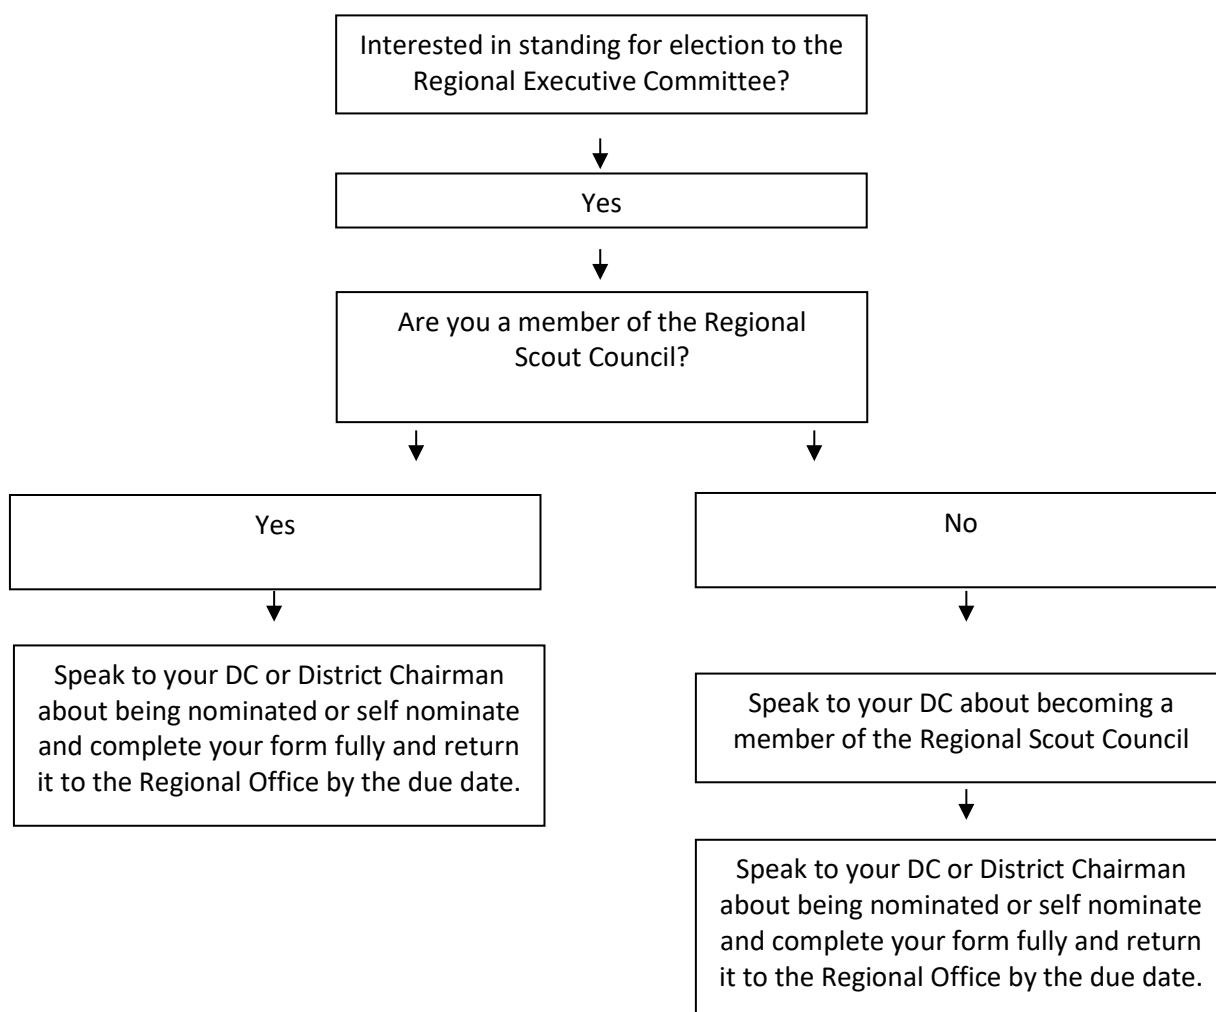 Interested in standing for election to the
Regional Executive Committee?
Yes
Are you a member of the Regional
Scout Council?
Yes
No
Speak to your DC or District Chairman
about being nominated or self nominate
and complete your form fully and return
it to the Regional Office by the due date.
Speak to your DC about becoming a
member of the Regional Scout Council
Speak to your DC or District Chairman
about being nominated or self nominate
and complete your form fully and return
it to the Regional Office by the due date.